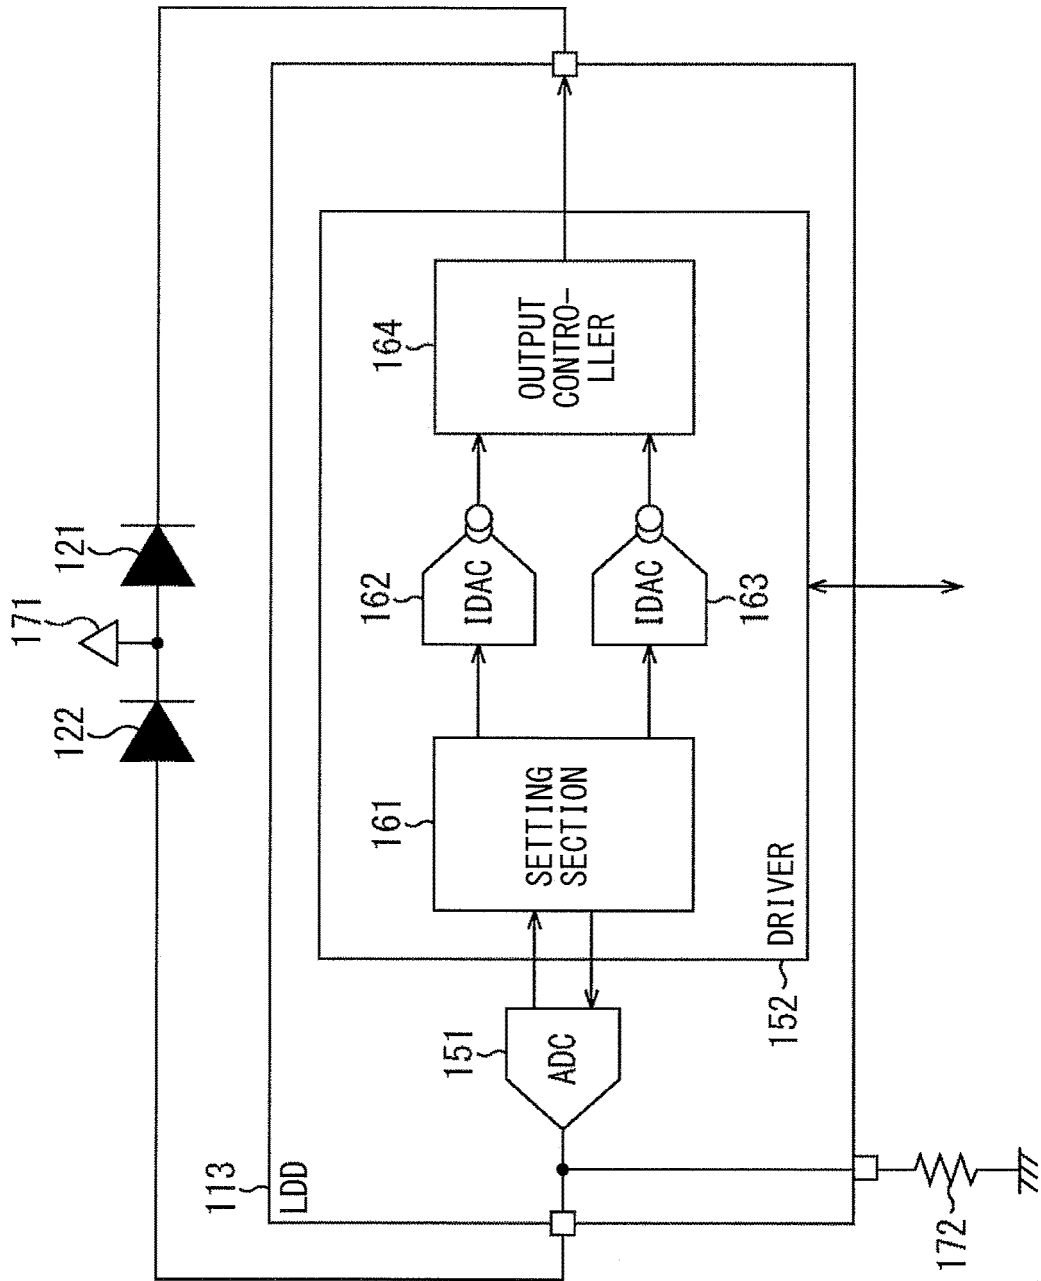 113
LDD
122
171
121
151
ADC
161
SETTING
SECTION
162
IDAC
163
IDAC
164
OUTPUT
CONTRO-
LLER
152
DRIVER
172